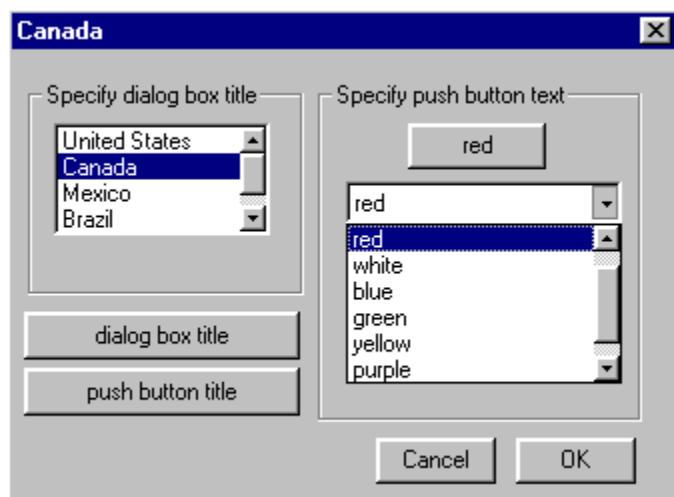 Canada
Specify dialog box title
United States
Canada
Mexico
Brazil
dialog box title
push button title
Specify push button text
red
red
red
white
blue
green
yellow
purple
Cancel
OK